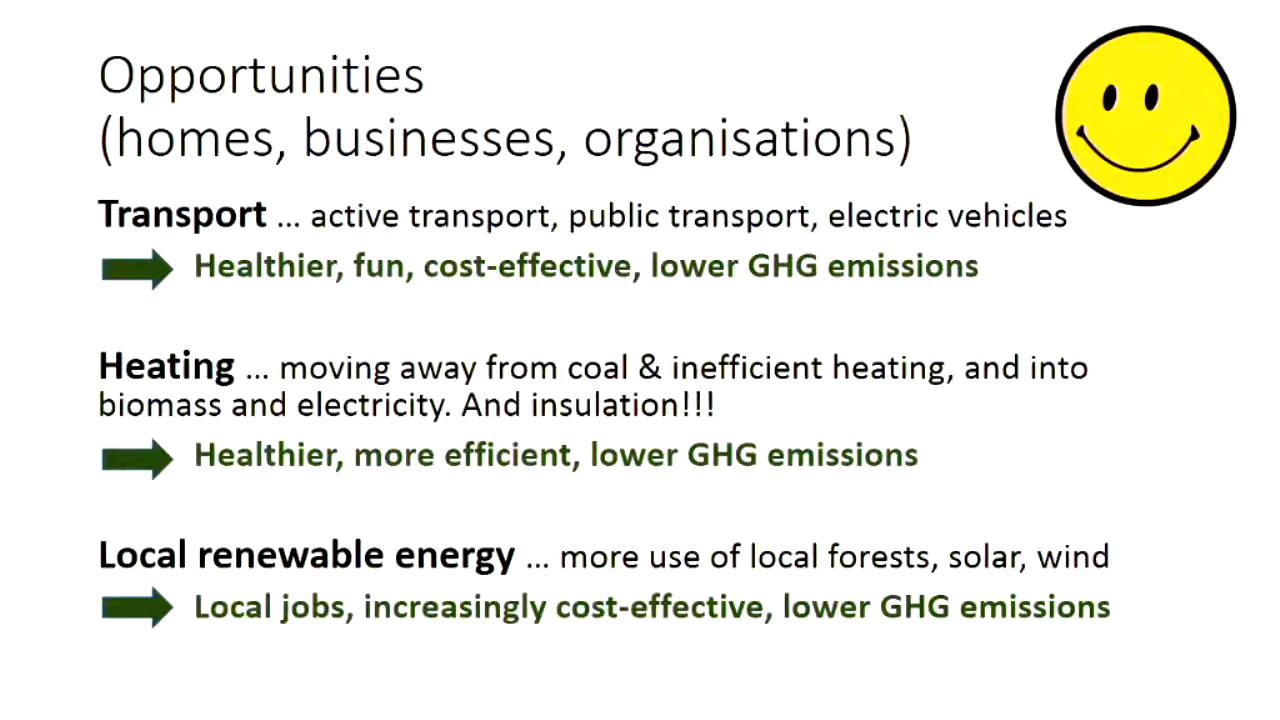 Opportunities
(homes, businesses, organisations)
Transport ... active transport, public transport, electric vehicles
Healthier, fun, cost-effective, lower GHG emissions
Heating ... moving away from coal & inefficient heating, and into
biomass and electricity. And insulation!!!
Healthier, more efficient, lower GHG emissions
Local renewable energy ... more use of local forests, solar, wind
Local jobs, increasingly cost-effective, lower GHG emissions